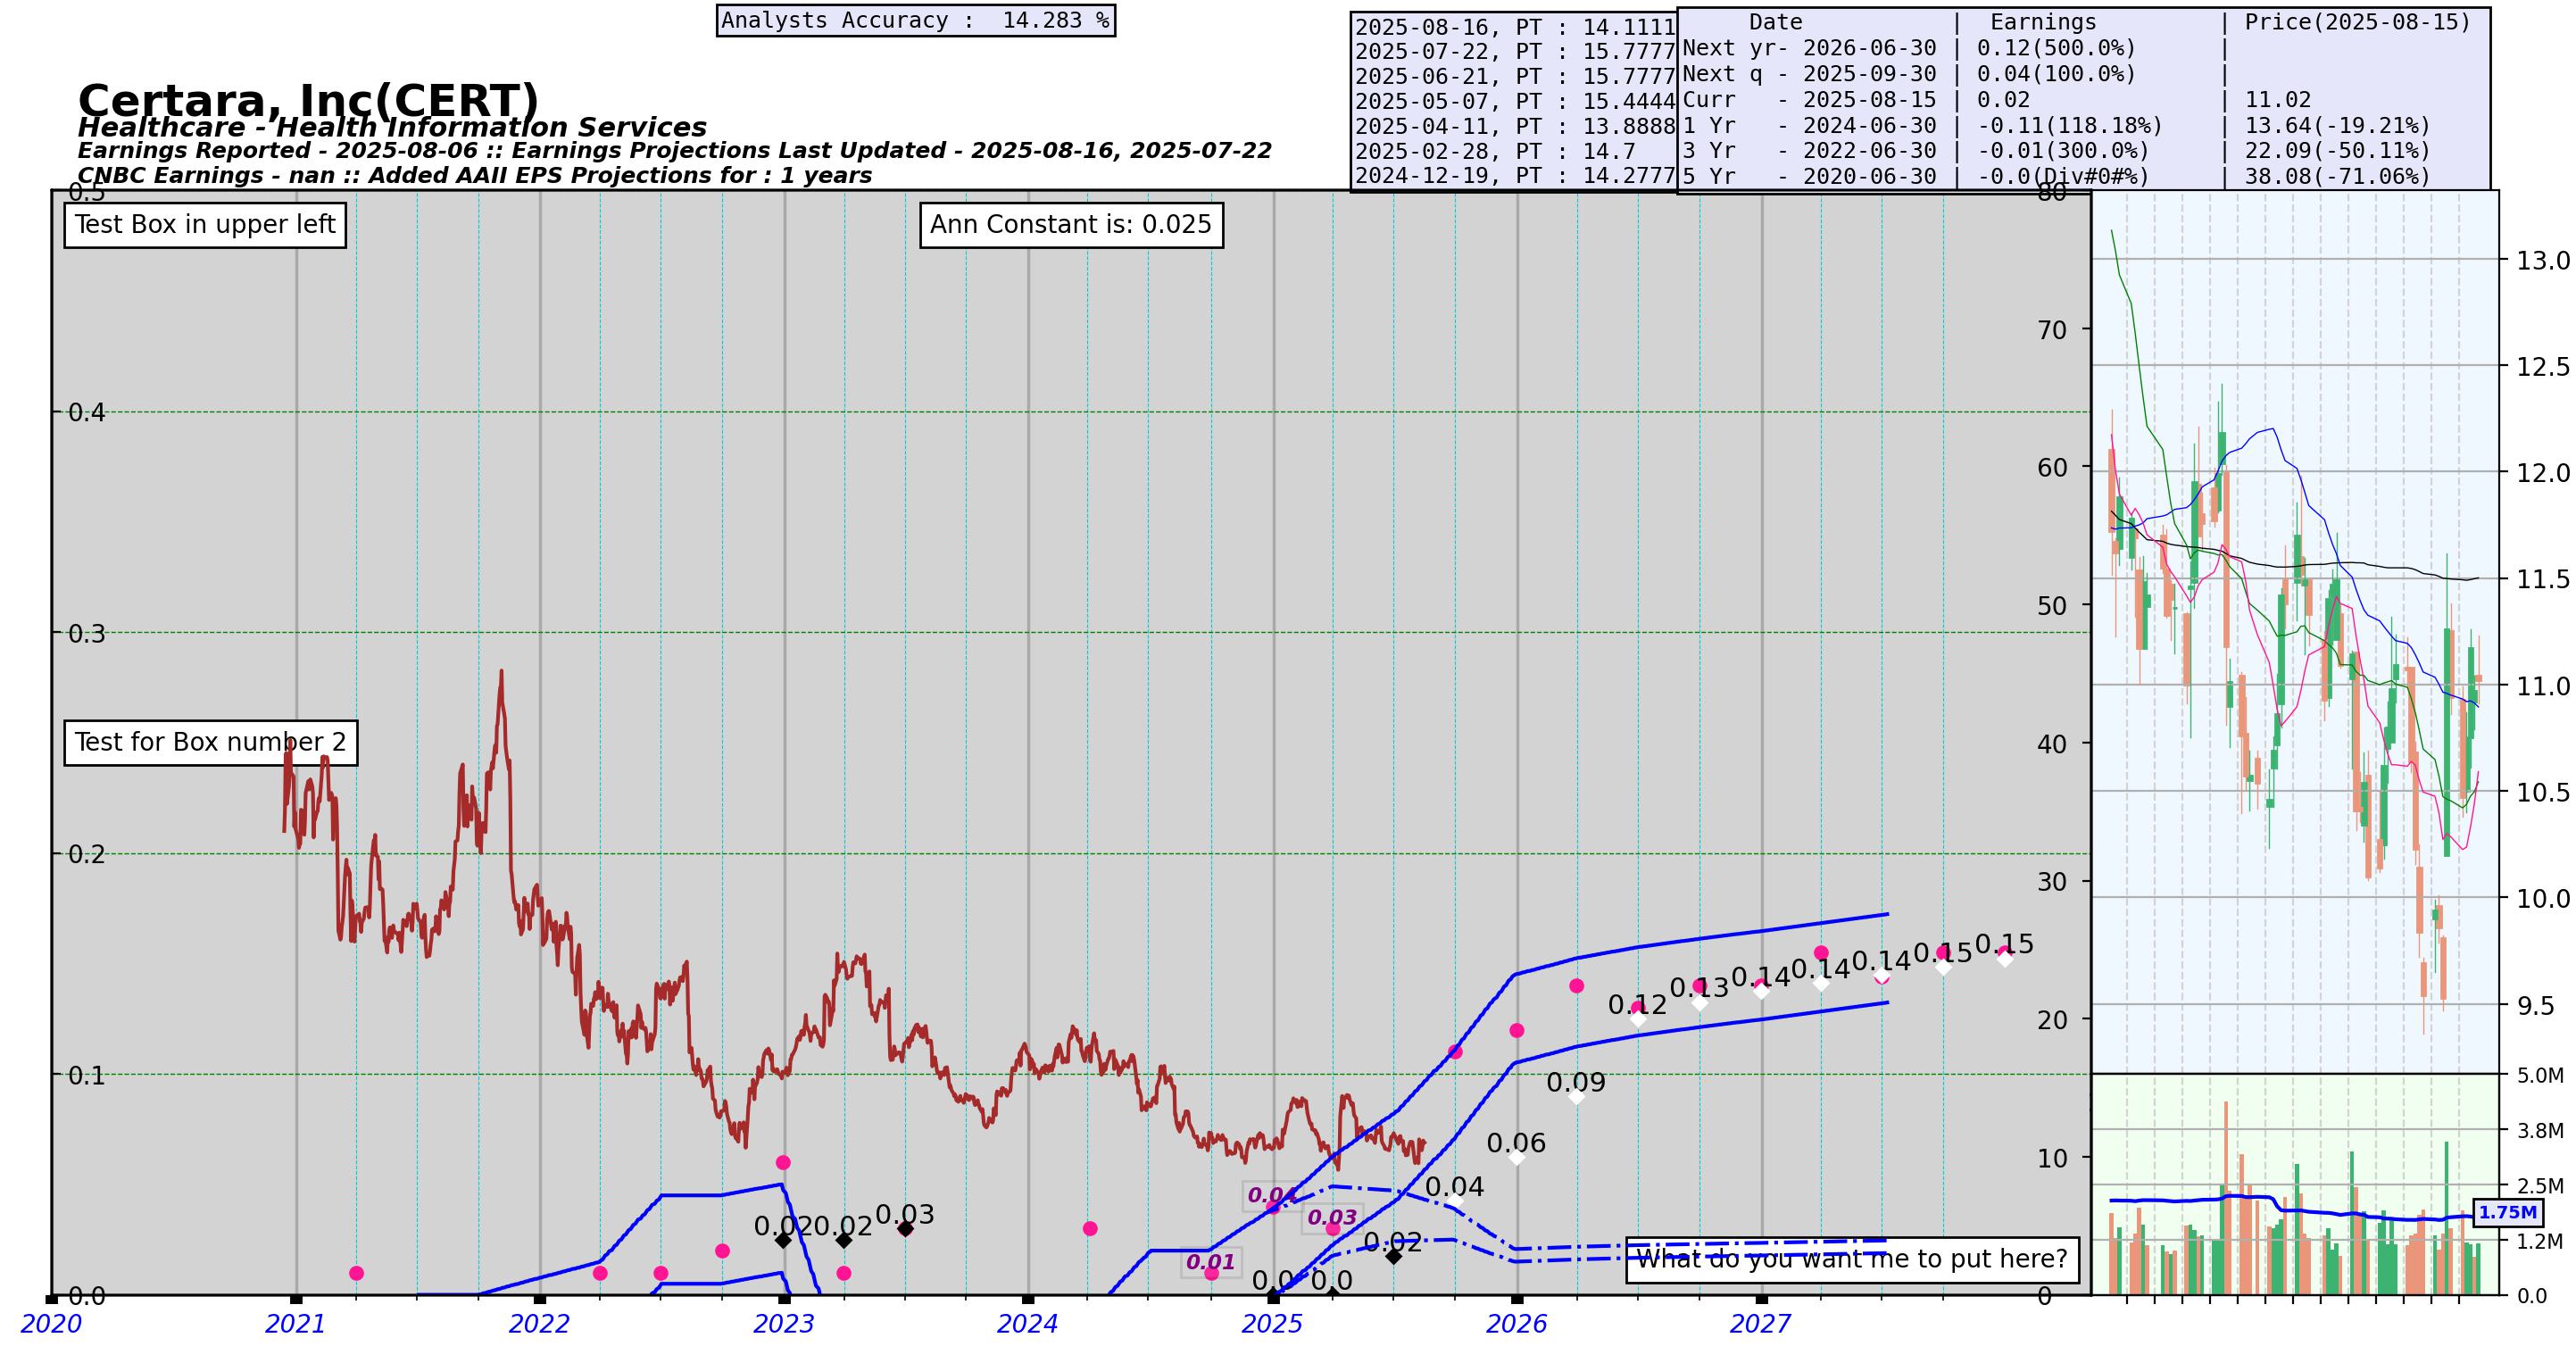 Analysts Accuracy :  14.283 %
2025-08-16, PT : 14.1111
2025-07-22, PT : 15.7777
2025-06-21, PT : 15.7777
2025-05-07, PT : 15.4444
2025-04-11, PT : 13.8888
2025-02-28, PT : 14.7
2024-12-19, PT : 14.2777
Date | Earnings | Price(2025-08-15)
Next yr- 2026-06-30 | 0.12(500.0%) |
Next q - 2025-09-30 | 0.04(100.0%) |
Curr - 2025-08-15 | 0.02 | 11.02
1 Yr - 2024-06-30 | -0.11(118.18%) | 13.64(-19.21%)
3 Yr - 2022-06-30 | -0.01(300.0%) | 22.09(-50.11%)
5 Yr - 2020-06-30 | -0.0(Div#0#%) | 38.08(-71.06%)
Certara, Inc(CERT)
Healthcare - Health Information Services
Earnings Reported - 2025-08-06 :: Earnings Projections Last Updated - 2025-08-16, 2025-07-22
CNBC Earnings - nan :: Added AAII EPS Projections for : 1 years
Test Box in upper left
Ann Constant is: 0.025
Test for Box number 2
What do you want me to put here?
0.5
0.4
0.3
0.2
0.1
0.0
80
70
60
50
40
30
20
10
0
13.0
12.5
12.0
11.5
11.0
10.5
10.0
9.5
5.0M
3.8M
2.5M
1.75M
1.2M
0.0
0.02
0.02
0.03
0.01
0.04
0.03
0.0
0.0
0.02
0.04
0.06
0.09
0.12
0.13
0.14
0.14
0.14
0.15
0.15
2020
2021
2022
2023
2024
2025
2026
2027